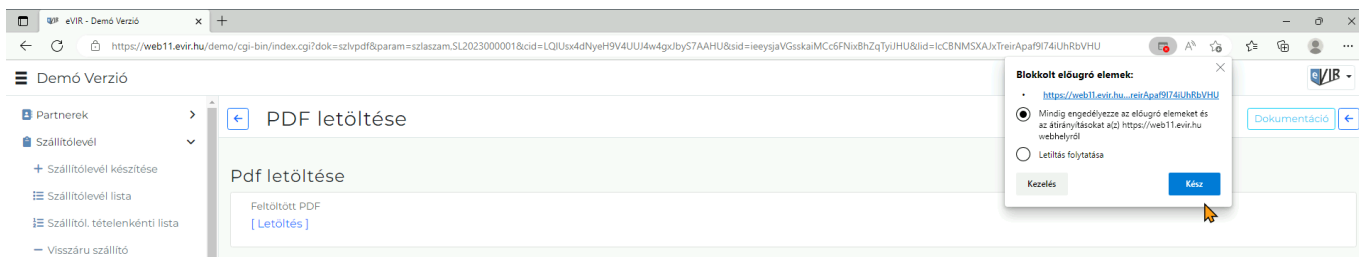 eVIR - Demó Verzió
https://web11.evir.hu/demo/cgi-bin/index.cgi?dok=szlvpdf&param=szlaszam.SL2023000001&cid=LQIUsx4dNyeH9V4UUJ4w4gxJbyS7AAHU&sid=ieeysjaVGsskaiMCc6FNixBhZqTyiJHU&lid=IcCBNMSXAJxTreirApaf9I74iUhRbVHU
Demó Verzió
eVIR
Blokkolt előugró elemek:
https://web11.evir.hu...reirApaf9I74iUhRbVHU
Mindig engedélyezze az előugró elemeket és
az átirányításokat a(z) https://web11.evir.hu
webhelyről
Letiltás folytatása
Kezelés
Kész
Partnerek
Szállítólevél
Szállítólevél készítése
Szállítólevél lista
Szállítól. tételenkénti lista
Visszáru szállító
PDF letöltése
Dokumentáció
Pdf letöltése
Feltöltött PDF
[ Letöltés ]